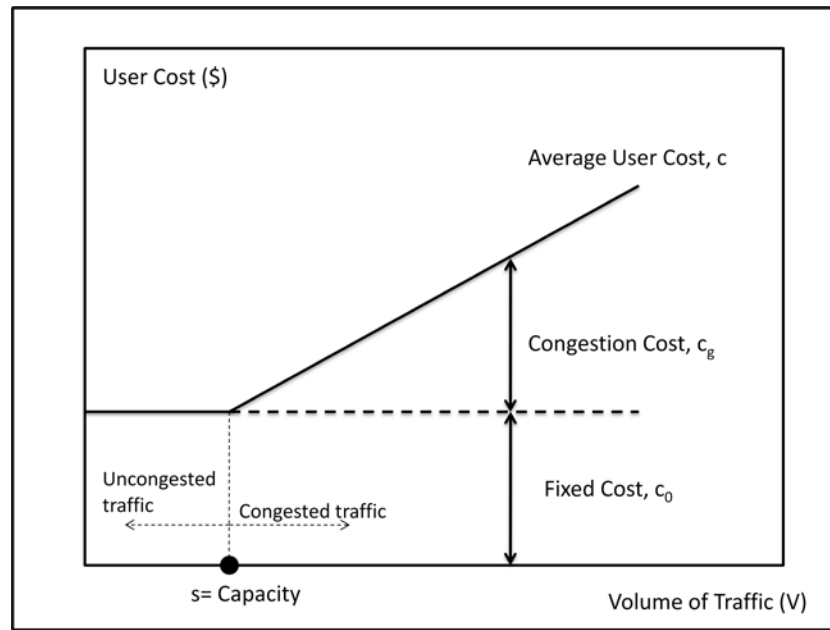 User Cost ($)
Average User Cost, c
Congestion Cost, cg
Uncongested
traffic
Congested traffic
Fixed Cost, c0
s= Capacity
Volume of Traffic (V)